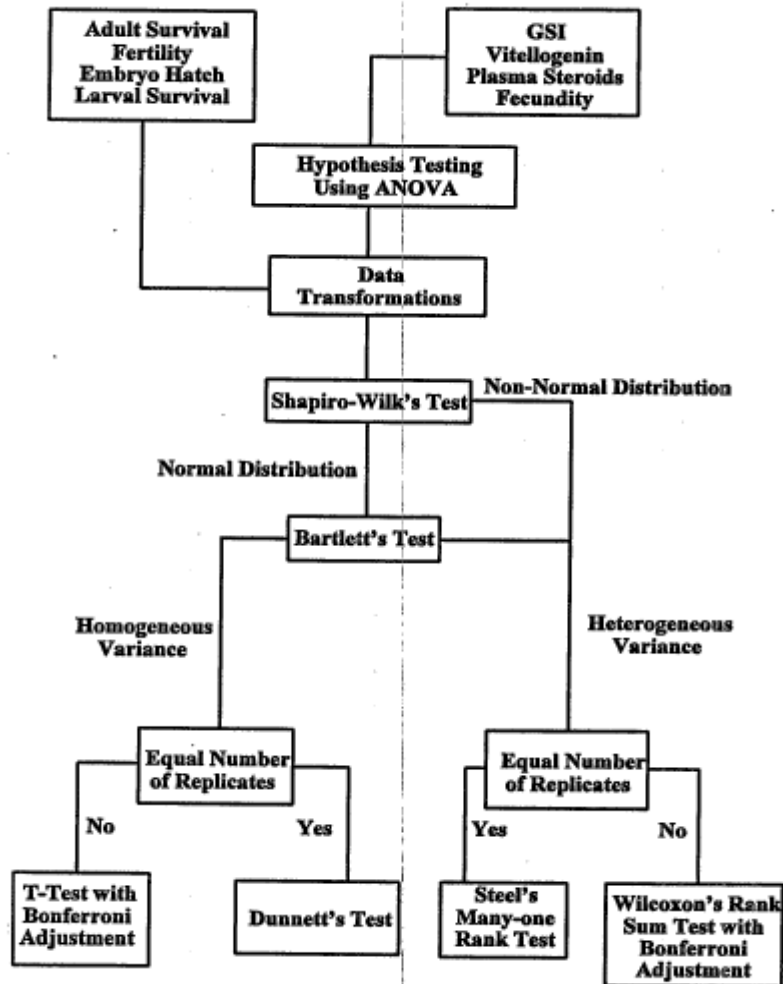 Adult Survival
Fertility
Embryo Hatch
Larval Survival
GSI
Vitellogenin
Plasma Steroids
Fecundity
Hypothesis Testing
Using ANOVA
Data
Transformations
Shapiro-Wilk's Test
Non-Normal Distribution
Normal Distribution
Bartlett's Test
Homogeneous
Variance
Heterogeneous
Variance
Equal Number
of Replicates
Equal Number
of Replicates
No
Yes
Yes
No
T-Test with
Bonferroni
Adjustment
Dunnett's Test
Steel's
Many-one
Rank Test
Wilcoxon's Rank
Sum Test with
Bonferroni
Adjustment